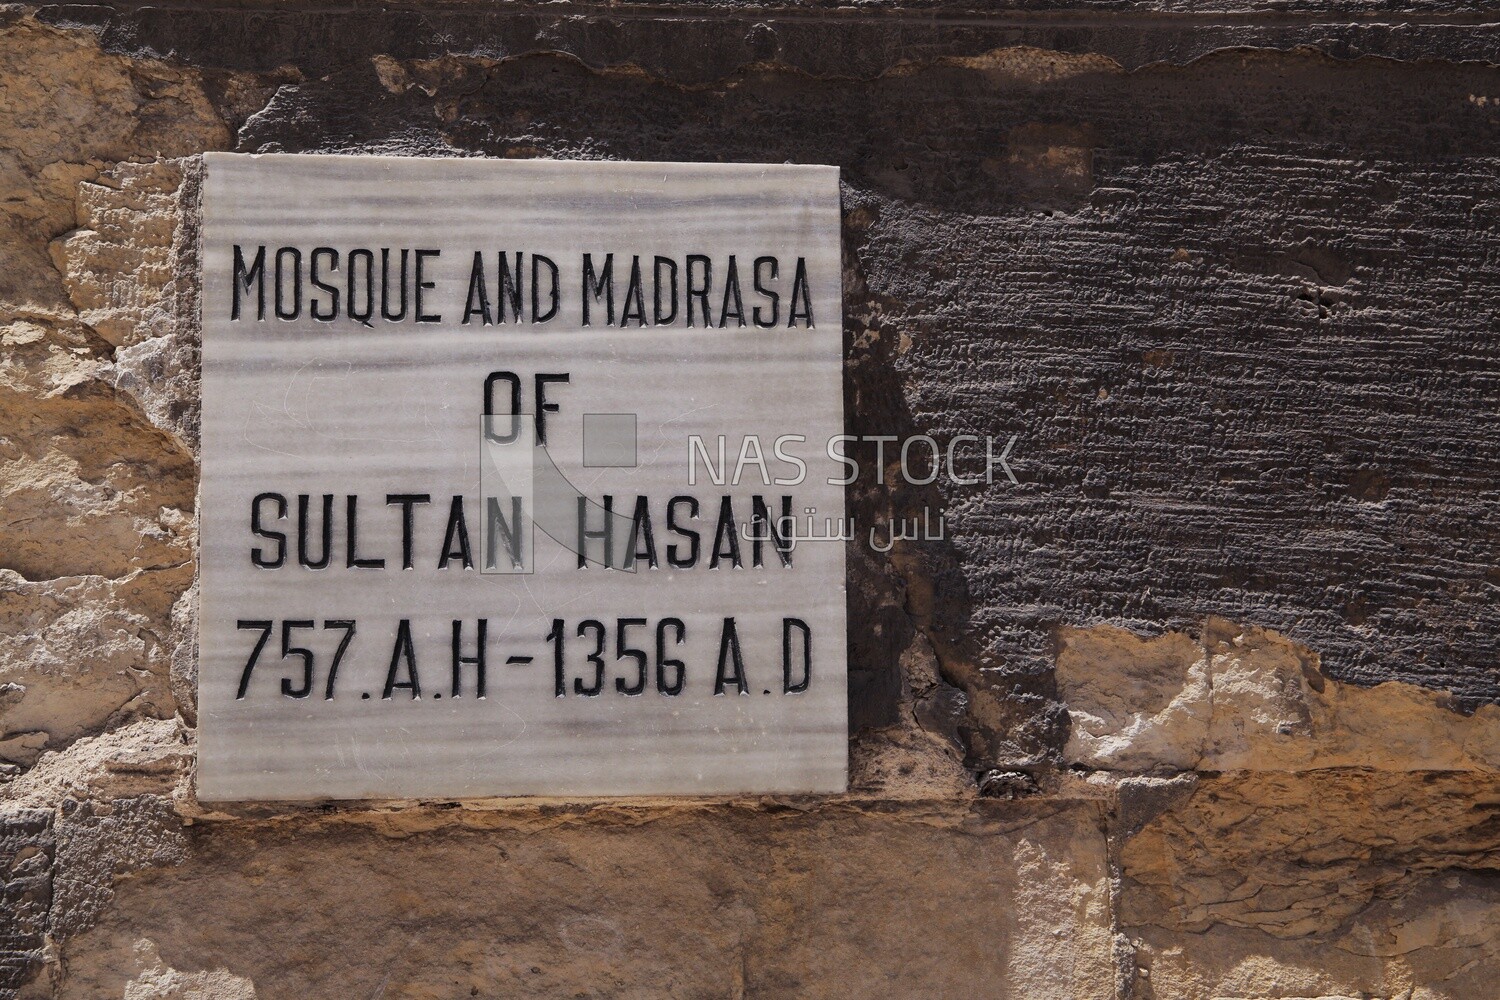 MOSQUE AND MADRASA
OF
SULTAN HASAN
757.A.H-1356 A.D
NAS STOCK
ناس ستوك